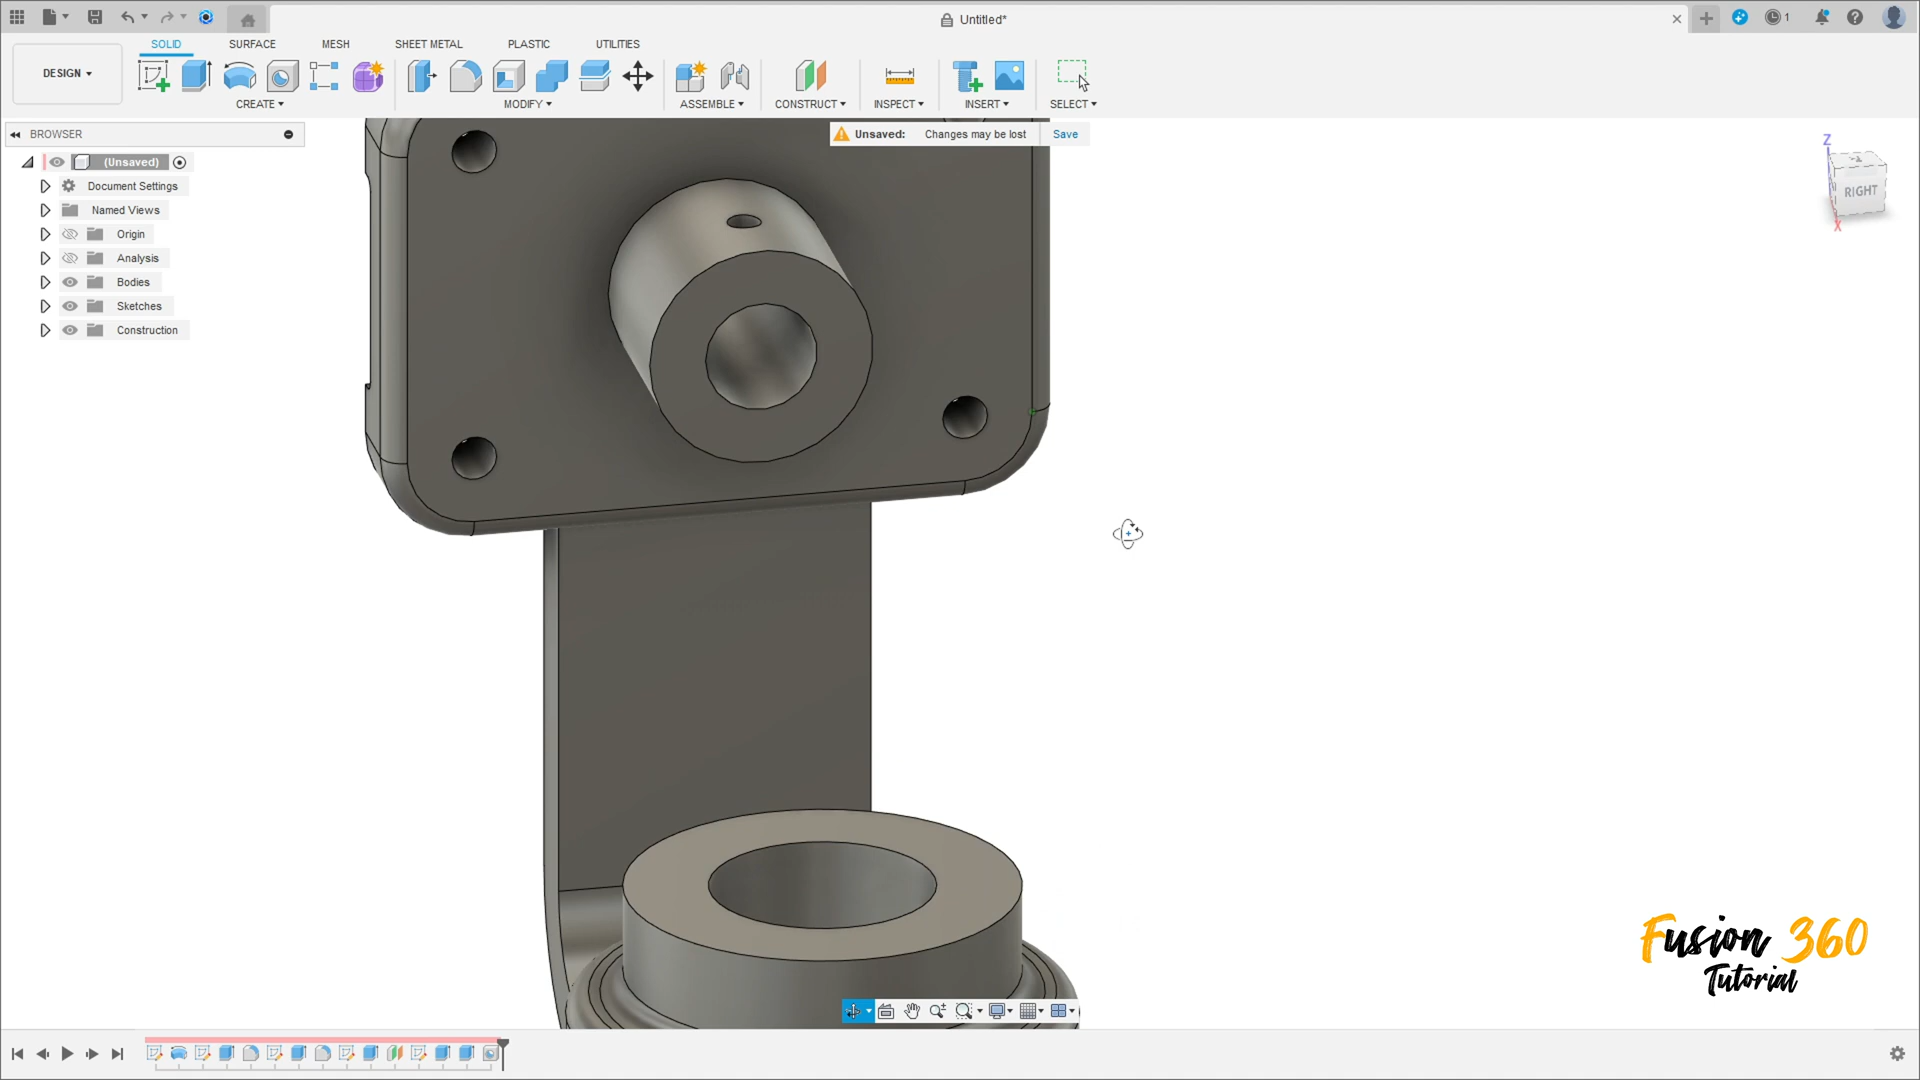 Untitled*
1
DESIGN
SOLID
SURFACE
MESH
SHEET METAL
PLASTIC
UTILITIES
CREATE
MODIFY
ASSEMBLE
CONSTRUCT
INSPECT
INSERT
SELECT
BROWSER
Unsaved: Changes may be lost Save
(Unsaved)
Document Settings
Named Views
Origin
Analysis
Bodies
Sketches
Construction
Z
RIGHT
X
Fusion 360
Tutorial